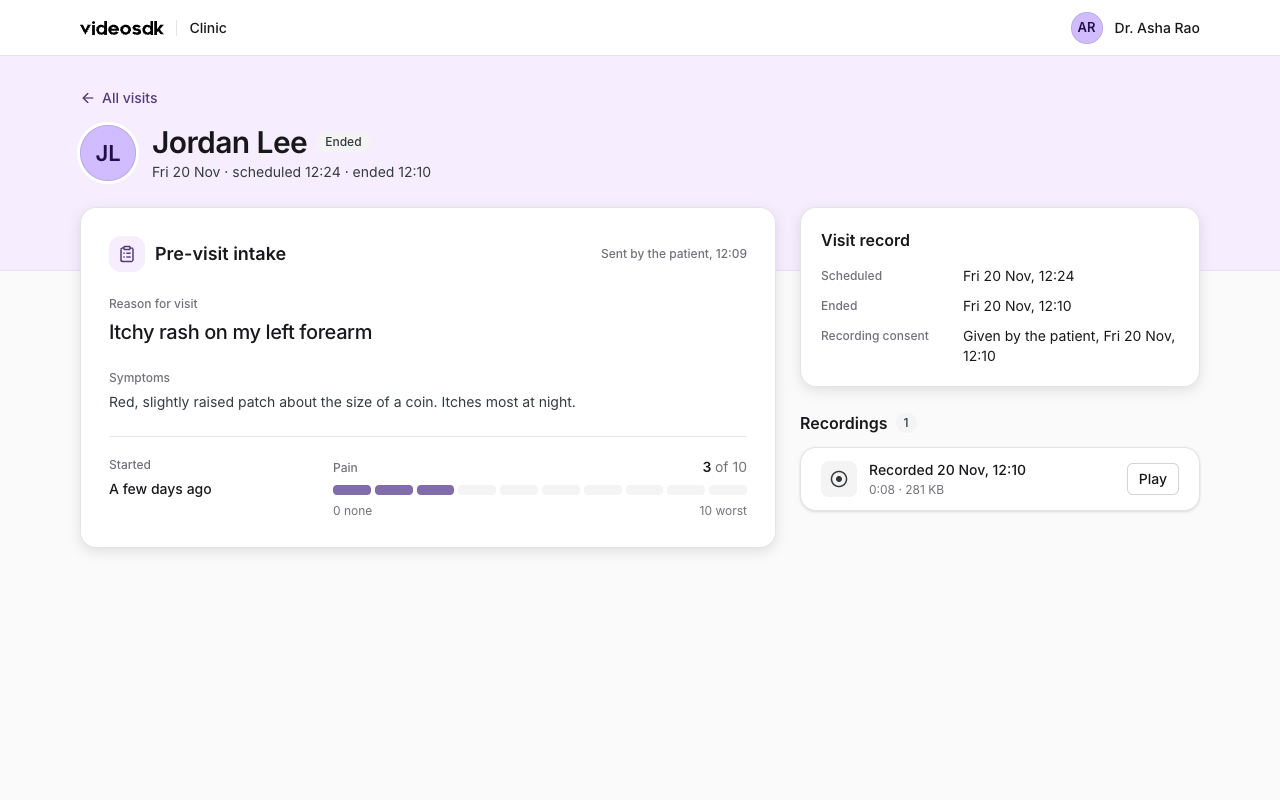 videosdk
Clinic
AR
Dr. Asha Rao
All visits
JL
Jordan Lee
Ended
Fri 20 Nov · scheduled 12:24 · ended 12:10
Pre-visit intake
Sent by the patient, 12:09
Reason for visit
Itchy rash on my left forearm
Symptoms
Red, slightly raised patch about the size of a coin. Itches most at night.
Started
A few days ago
Pain
3 of 10
0 none
10 worst
Visit record
Scheduled
Fri 20 Nov, 12:24
Ended
Fri 20 Nov, 12:10
Recording consent
Given by the patient, Fri 20 Nov,
12:10
Recordings
1
Recorded 20 Nov, 12:10
0:08 · 281 KB
Play